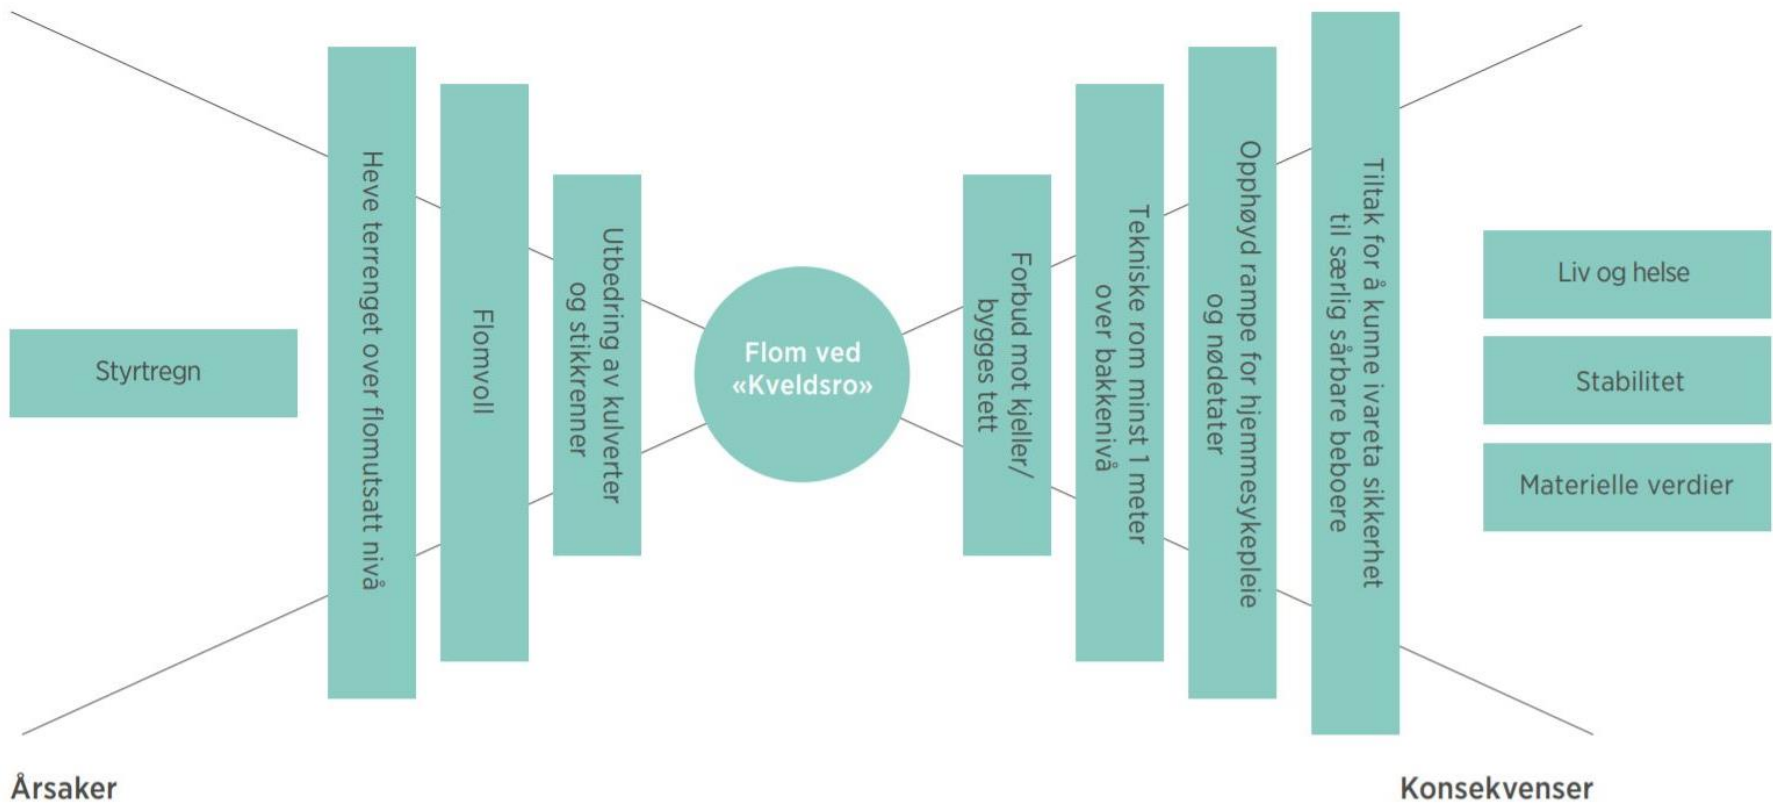 Styrtregn
Heve terrenget over flomutsatt nivå
Flomvoll
Utbedring av kulverter
og stikkrenner
Flom ved
«Kveldsro»
Forbud mot kjeller/
bygges tett
Tekniske rom minst 1 meter
over bakkenivå
Opphøyd rampe for hjemmesykepleie
og nødetater
Tiltak for å kunne ivareta sikkerhet
til særlig sårbare beboere
Liv og helse
Stabilitet
Materielle verdier
Årsaker
Konsekvenser